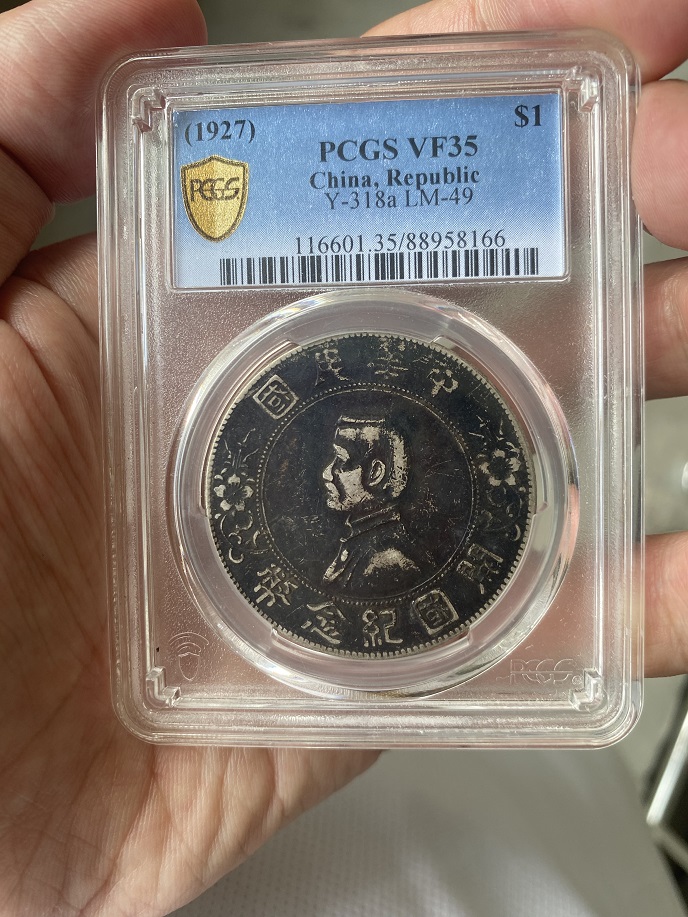 (1927)
$1
PCGS VF35
China, Republic
Y-318a LM-49
PCGS
116601.35/88958166
中華民國
開國紀念幣
PCGS